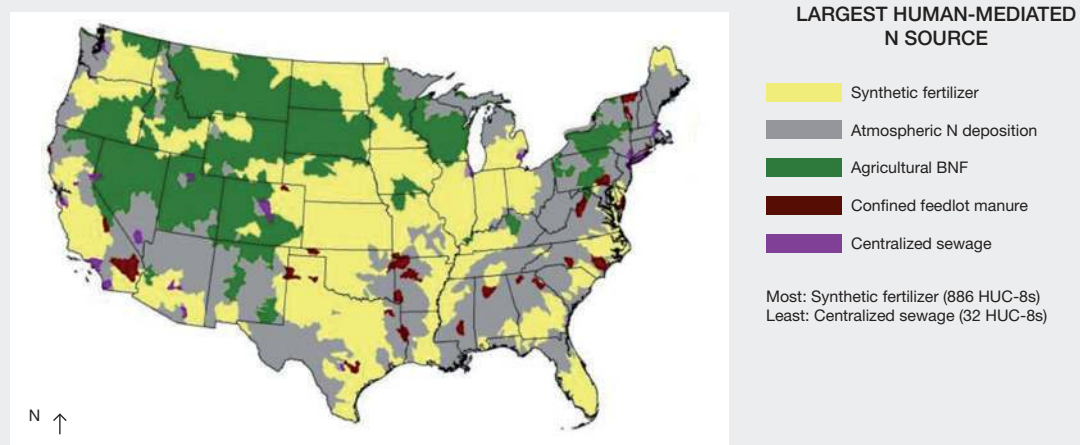 LARGEST HUMAN-MEDIATED
N SOURCE
Synthetic fertilizer
Atmospheric N deposition
Agricultural BNF
Confined feedlot manure
Centralized sewage
Most: Synthetic fertilizer (886 HUC-8s)
Least: Centralized sewage (32 HUC-8s)
N ↑